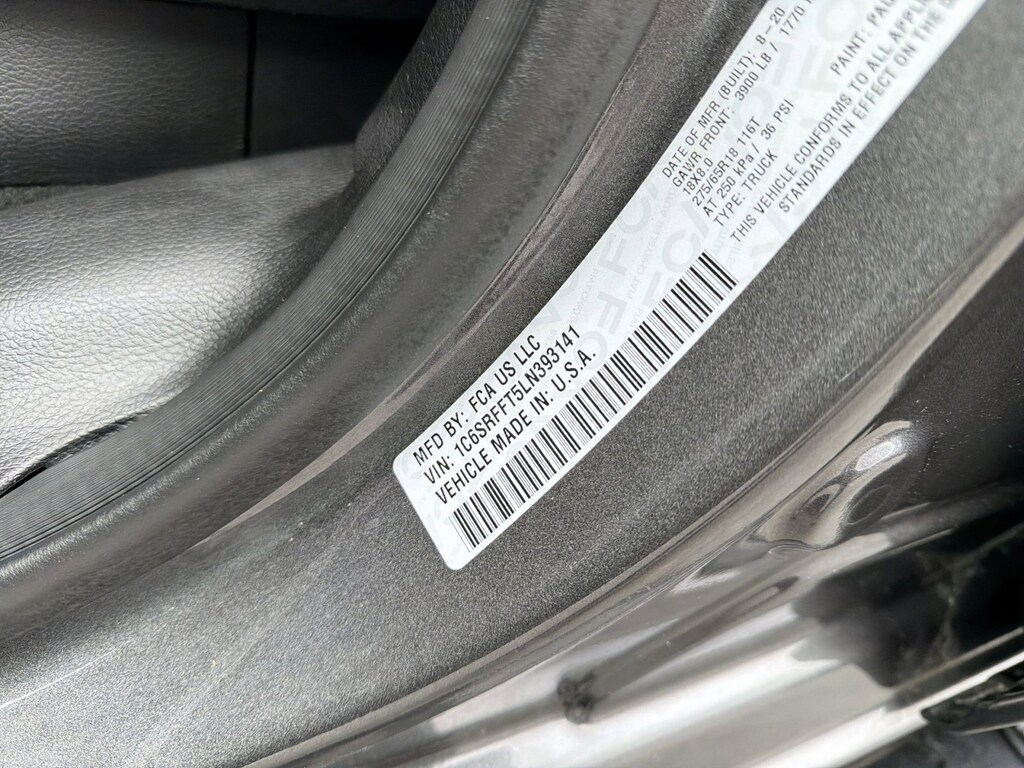 MFD BY: FCA US LLC
VIN: 1C6SRFFT5LN393141
VEHICLE MADE IN: U.S.A.
DATE OF MFR (BUILT): 8-20
GAWR FRONT: 3900 LB / 1770
18X8.0
275/65R18 116T
AT 250 kPa / 36 PSI
TYPE: TRUCK
PAINT:
THIS VEHICLE CONFORMS TO ALL
STANDARDS IN EFFECT ON THE